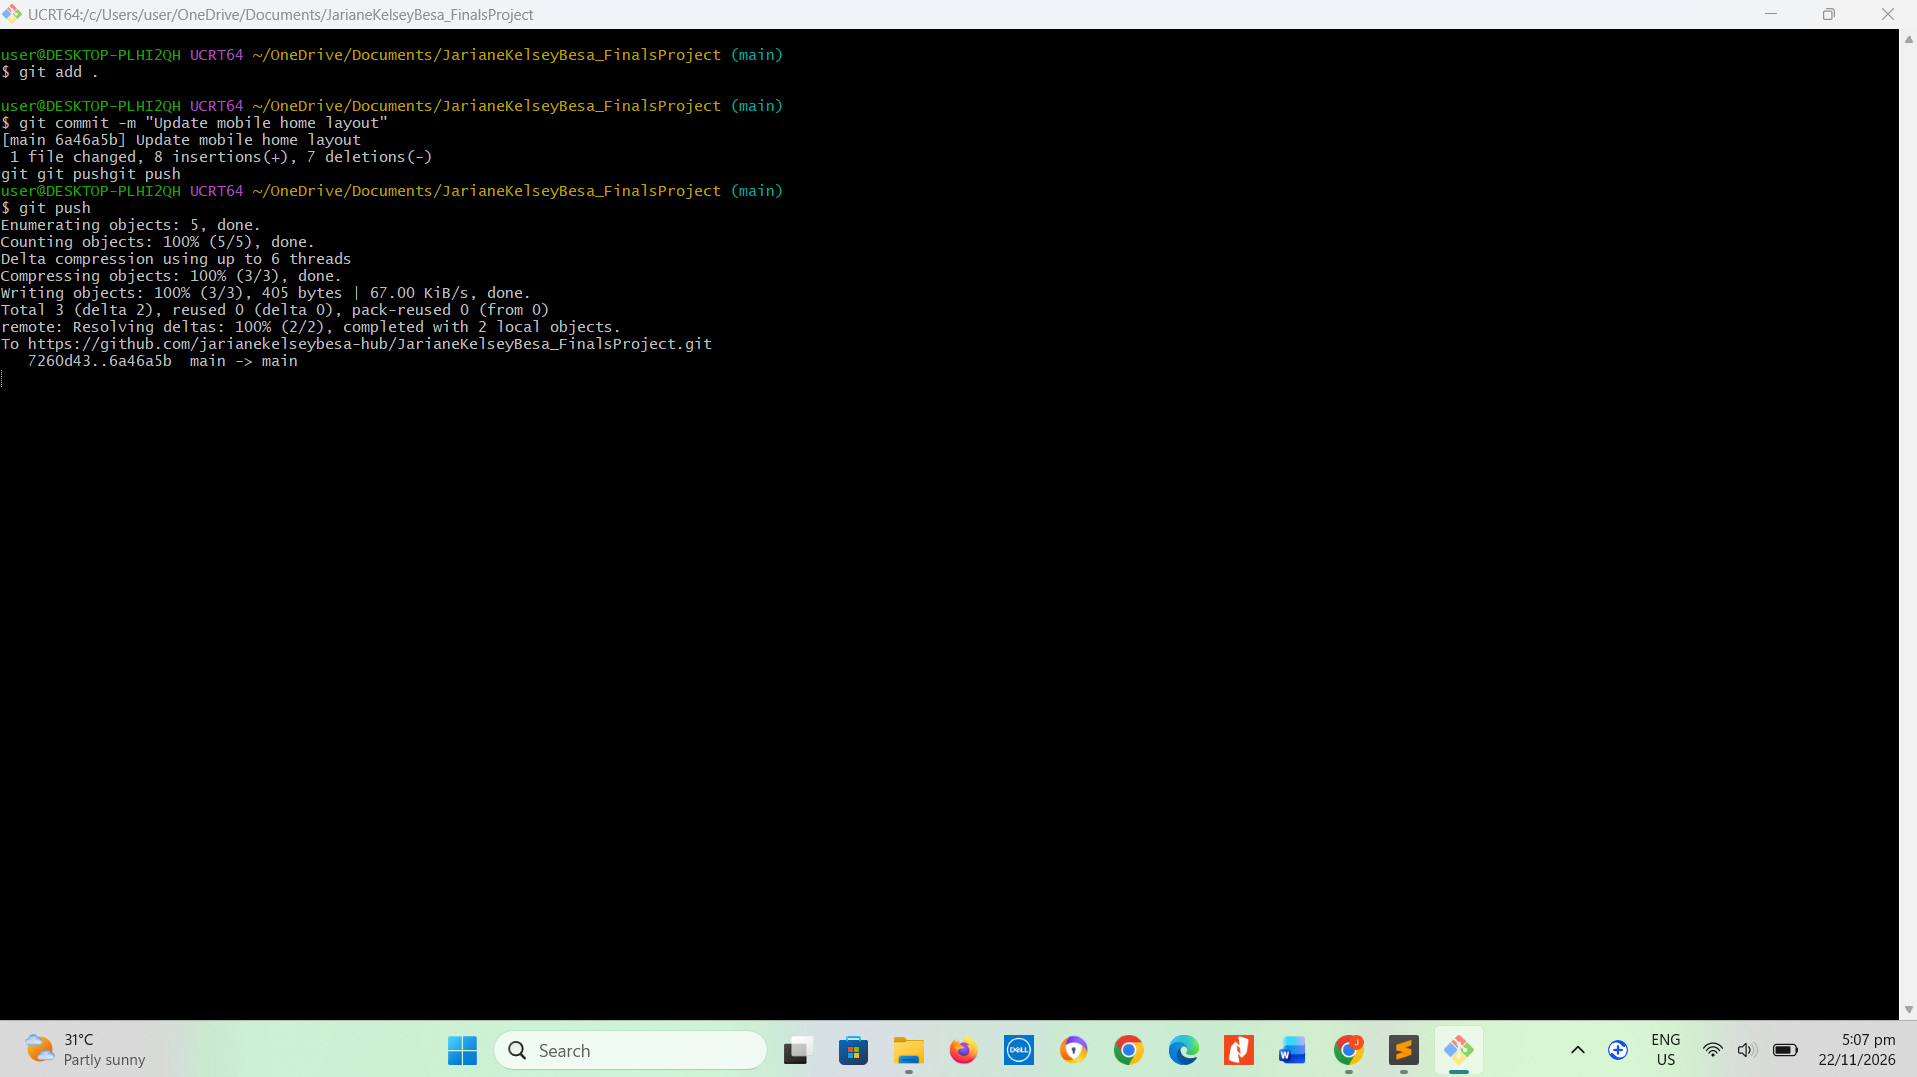 UCRT64:/c/Users/user/OneDrive/Documents/JarianeKelseyBesa_FinalsProject
user@DESKTOP-PLHI2QH UCRT64 ~/OneDrive/Documents/JarianeKelseyBesa_FinalsProject (main)
$ git add .
user@DESKTOP-PLHI2QH UCRT64 ~/OneDrive/Documents/JarianeKelseyBesa_FinalsProject (main)
$ git commit -m "Update mobile home layout"
[main 6a46a5b] Update mobile home layout
 1 file changed, 8 insertions(+), 7 deletions(-)
git git pushgit push
user@DESKTOP-PLHI2QH UCRT64 ~/OneDrive/Documents/JarianeKelseyBesa_FinalsProject (main)
$ git push
Enumerating objects: 5, done.
Counting objects: 100% (5/5), done.
Delta compression using up to 6 threads
Compressing objects: 100% (3/3), done.
Writing objects: 100% (3/3), 405 bytes | 67.00 KiB/s, done.
Total 3 (delta 2), reused 0 (delta 0), pack-reused 0 (from 0)
remote: Resolving deltas: 100% (2/2), completed with 2 local objects.
To https://github.com/jarianekelseybesa-hub/JarianeKelseyBesa_FinalsProject.git
   7260d43..6a46a5b  main -> main
31°C
Partly sunny
Search
DELL
W
J
ENG
US
5:07 pm
22/11/2026